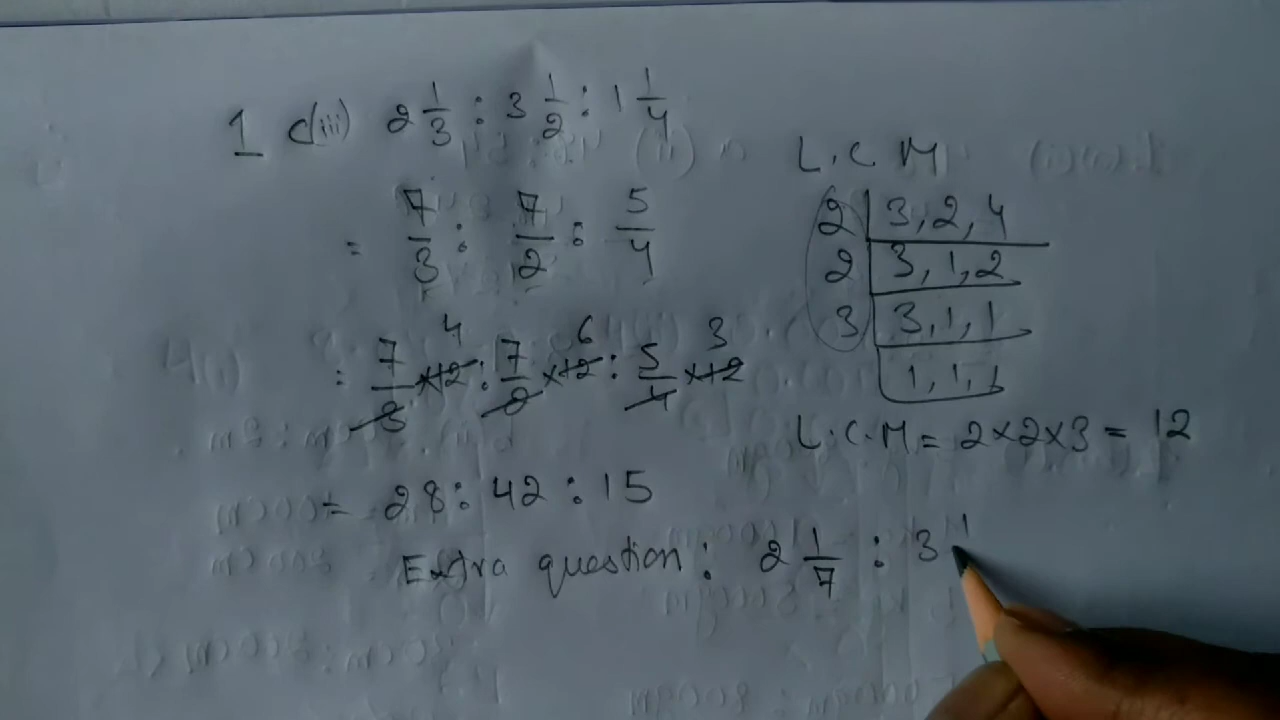 1 c(iii) 2 1/3 : 3 1/2 : 1 1/4
= 7/3 : 7/2 : 5/4
: 7/3 × 12 4 : 7/2 × 12 6 : 5/4 × 12 3
= 28 : 42 : 15
Extra question : 2 1/7 : 3 1
L.C.M
2 | 3, 2, 4
2 | 3, 1, 2
3 | 3, 1, 1
1, 1, 1
L.C.M = 2×2×3 = 12